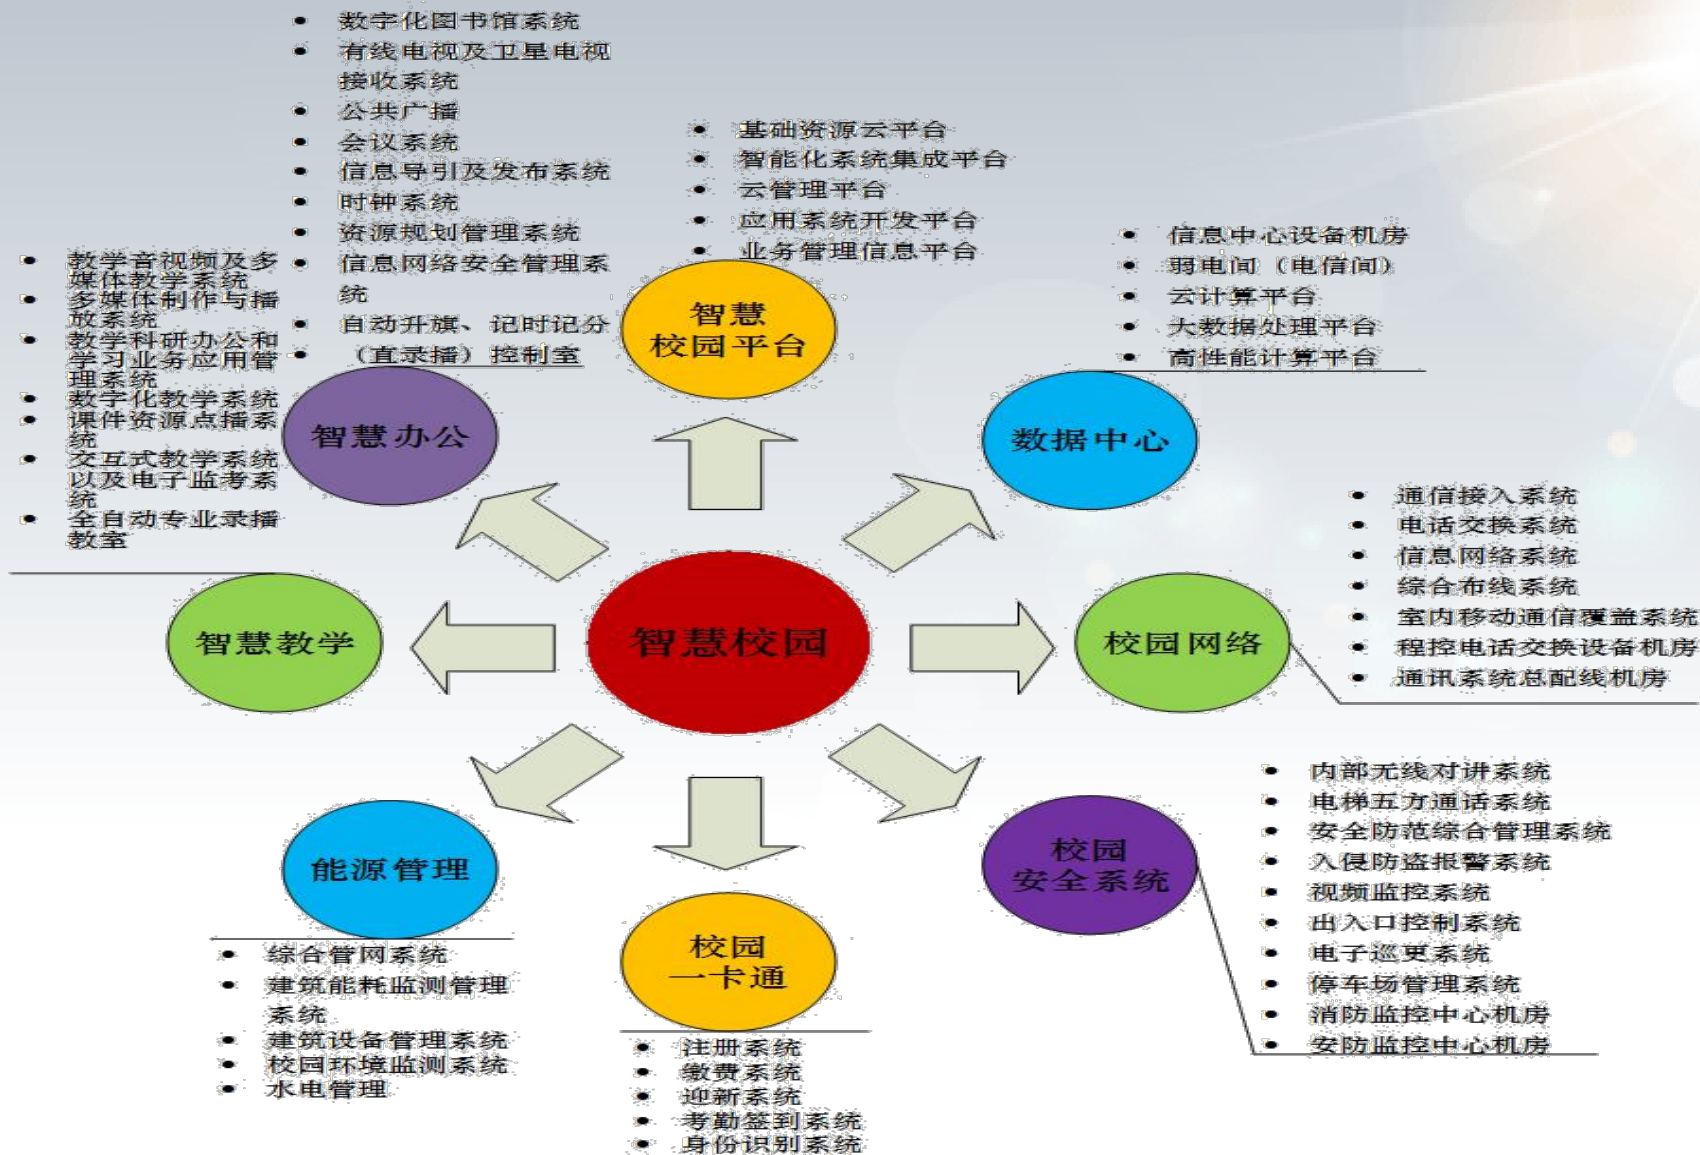 数字化图书馆系统
有线电视及卫星电视
接收系统
公共广播
会议系统
信息导引及发布系统
时钟系统
资源规划管理系统
信息网络安全管理系
统
自动升旗、记时记分
（直录播）控制室
智慧办公
基础资源云平台
智能化系统集成平台
云管理平台
应用系统开发平台
业务管理信息平台
智慧
校园平台
信息中心设备机房
弱电间（电信间）
云计算平台
大数据处理平台
高性能计算平台
数据中心
教学音视频及多
媒体教学系统
多媒体制作与播
放系统
教学科研办公和
学习业务应用管
理系统
数字化教学系统
课件资源点播系
统
交互式教学系统
以及电子监考系
统
全自动专业录播
教室
智慧教学
智慧校园
校园网络
通信接入系统
电话交换系统
信息网络系统
综合布线系统
室内移动通信覆盖系统
程控电话交换设备机房
通讯系统总配线机房
能源管理
综合管网系统
建筑能耗监测管理
系统
建筑设备管理系统
校园环境监测系统
水电管理
校园
一卡通
注册系统
缴费系统
迎新系统
考勤签到系统
身份识别系统
校园
安全系统
内部无线对讲系统
电梯五方通话系统
安全防范综合管理系统
入侵防盗报警系统
视频监控系统
出入口控制系统
电子巡更系统
停车场管理系统
消防监控中心机房
安防监控中心机房